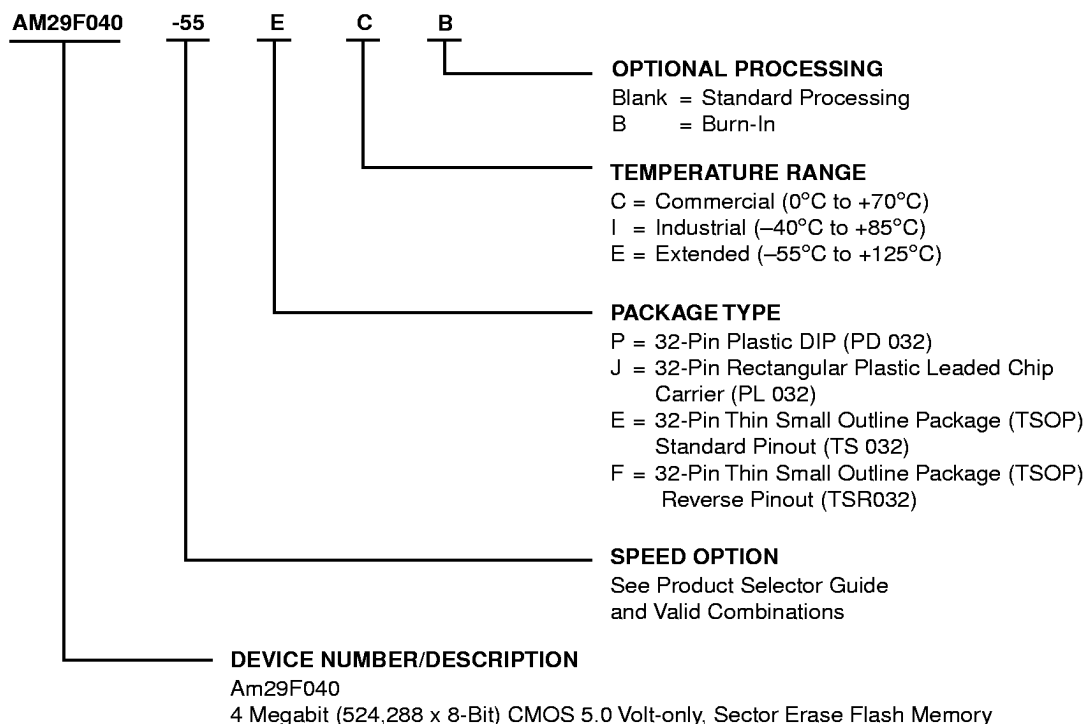 AM29F040 -55 E C B
OPTIONAL PROCESSING
Blank = Standard Processing
B = Burn-In
TEMPERATURE RANGE
C = Commercial (0°C to +70°C)
I = Industrial (–40°C to +85°C)
E = Extended (–55°C to +125°C)
PACKAGE TYPE
P = 32-Pin Plastic DIP (PD 032)
J = 32-Pin Rectangular Plastic Leaded Chip
Carrier (PL 032)
E = 32-Pin Thin Small Outline Package (TSOP)
Standard Pinout (TS 032)
F = 32-Pin Thin Small Outline Package (TSOP)
Reverse Pinout (TSR032)
SPEED OPTION
See Product Selector Guide
and Valid Combinations
DEVICE NUMBER/DESCRIPTION
Am29F040
4 Megabit (524,288 x 8-Bit) CMOS 5.0 Volt-only, Sector Erase Flash Memory